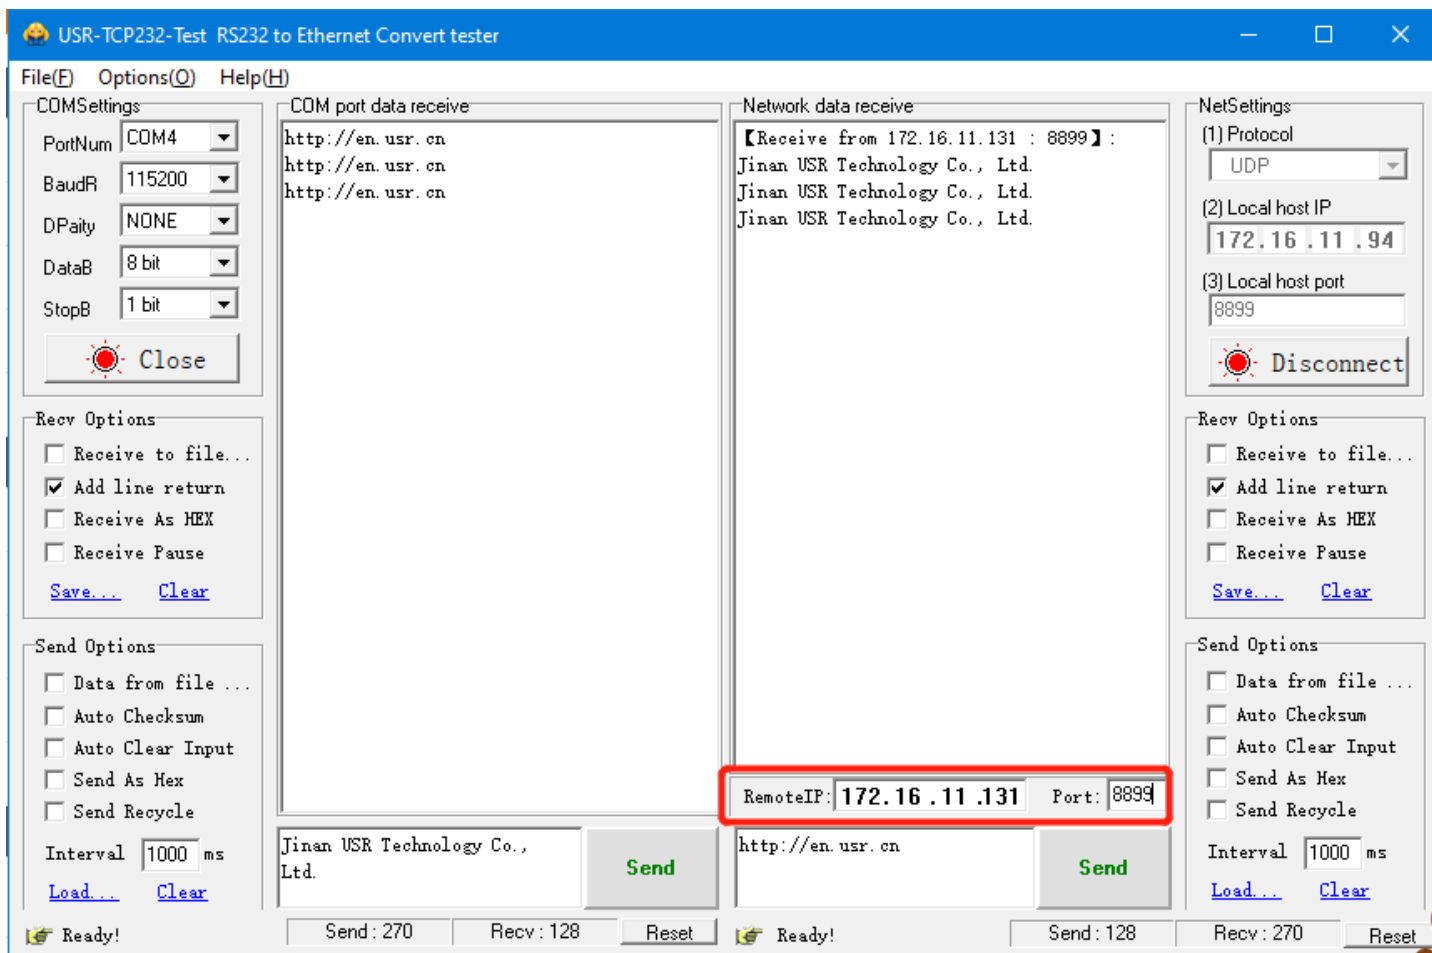 USR-TCP232-Test RS232 to Ethernet Convert tester
File(F) Options(O) Help(H)
COMSettings
PortNum COM4
BaudR 115200
DPaity NONE
DataB 8 bit
StopB 1 bit
Close
Recv Options
Receive to file...
Add line return
Receive As HEX
Receive Pause
Save... Clear
Send Options
Data from file ...
Auto Checksum
Auto Clear Input
Send As Hex
Send Recycle
Interval 1000 ms
Load... Clear
COM port data receive
http://en.usr.cn
http://en.usr.cn
http://en.usr.cn
Jinan USR Technology Co.,
Ltd.
Send
Network data receive
【Receive from 172.16.11.131 : 8899】:
Jinan USR Technology Co., Ltd.
Jinan USR Technology Co., Ltd.
Jinan USR Technology Co., Ltd.
RemoteIP: 172.16.11.131 Port: 8899
http://en.usr.cn
Send
NetSettings
(1) Protocol
UDP
(2) Local host IP
172.16.11.94
(3) Local host port
8899
Disconnect
Recv Options
Receive to file...
Add line return
Receive As HEX
Receive Pause
Save... Clear
Send Options
Data from file ...
Auto Checksum
Auto Clear Input
Send As Hex
Send Recycle
Interval 1000 ms
Load... Clear
Ready! Send : 270 Recv : 128 Reset
Ready! Send : 128 Recv : 270 Reset